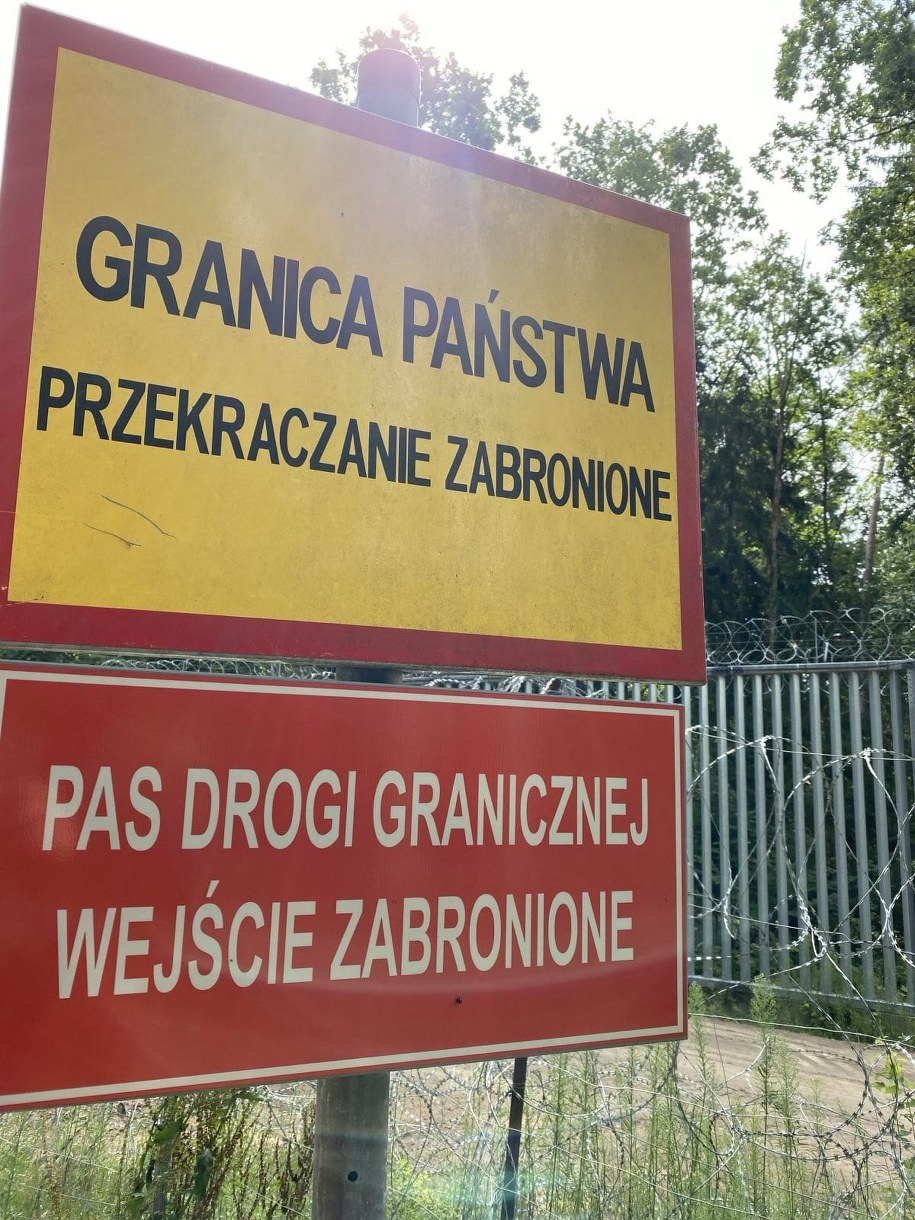 GRANICA PAŃSTWA
PRZEKRACZANIE ZABRONIONE
PAS DROGI GRANICZNEJ
WEJŚCIE ZABRONIONE